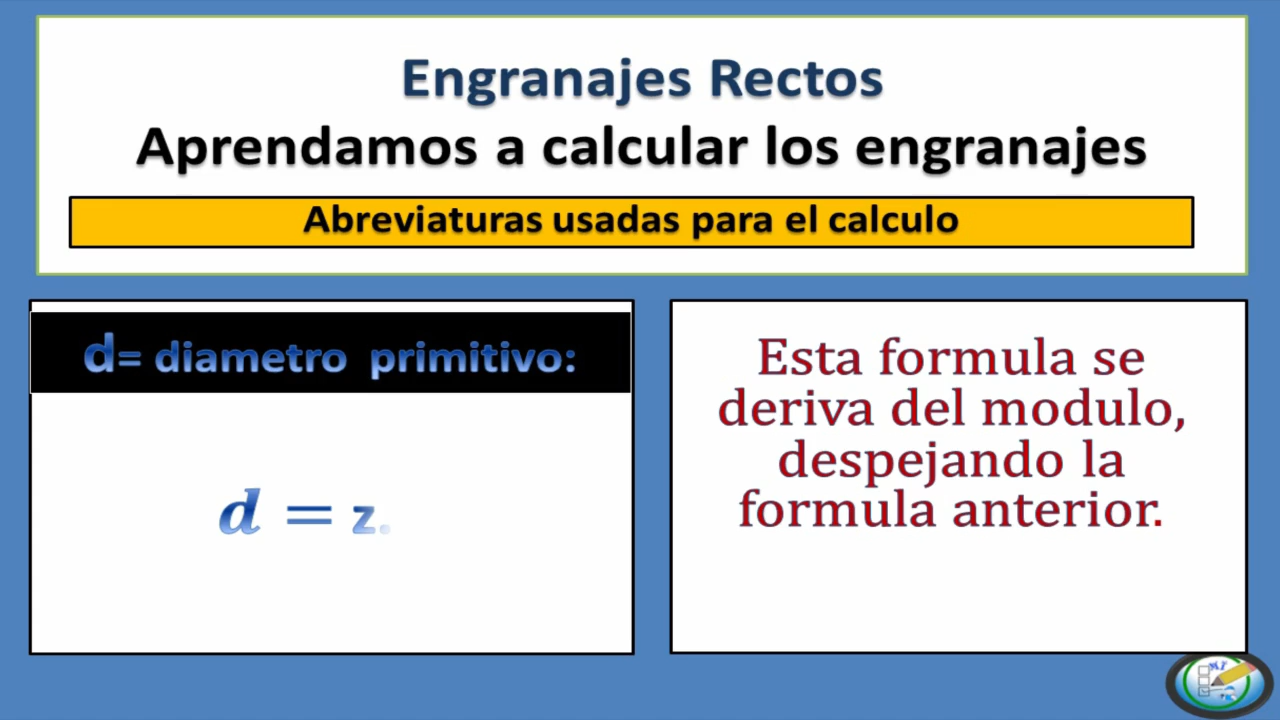 Engranajes Rectos
Aprendamos a calcular los engranajes
Abreviaturas usadas para el calculo
d= diametro primitivo:
d = z.
Esta formula se
deriva del modulo,
despejando la
formula anterior.